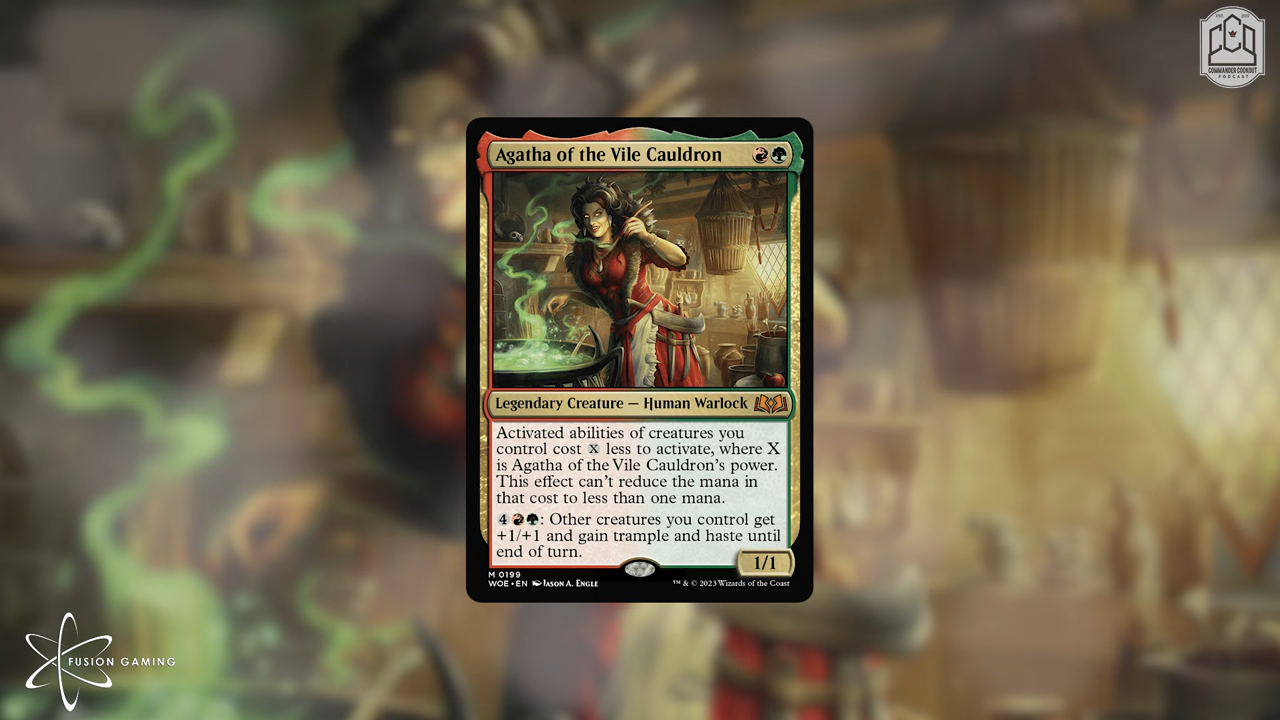 COMMANDER COOKOUT
PODCAST
Agatha of the Vile Cauldron
Legendary Creature — Human Warlock
Activated abilities of creatures you
control cost X less to activate, where X
is Agatha of the Vile Cauldron's power.
This effect can't reduce the mana in
that cost to less than one mana.
4: Other creatures you control get
+1/+1 and gain trample and haste until
end of turn.
1/1
M 0199
WOE • EN JASON A. ENGLE
™ & © 2023 Wizards of the Coast
FUSION GAMING